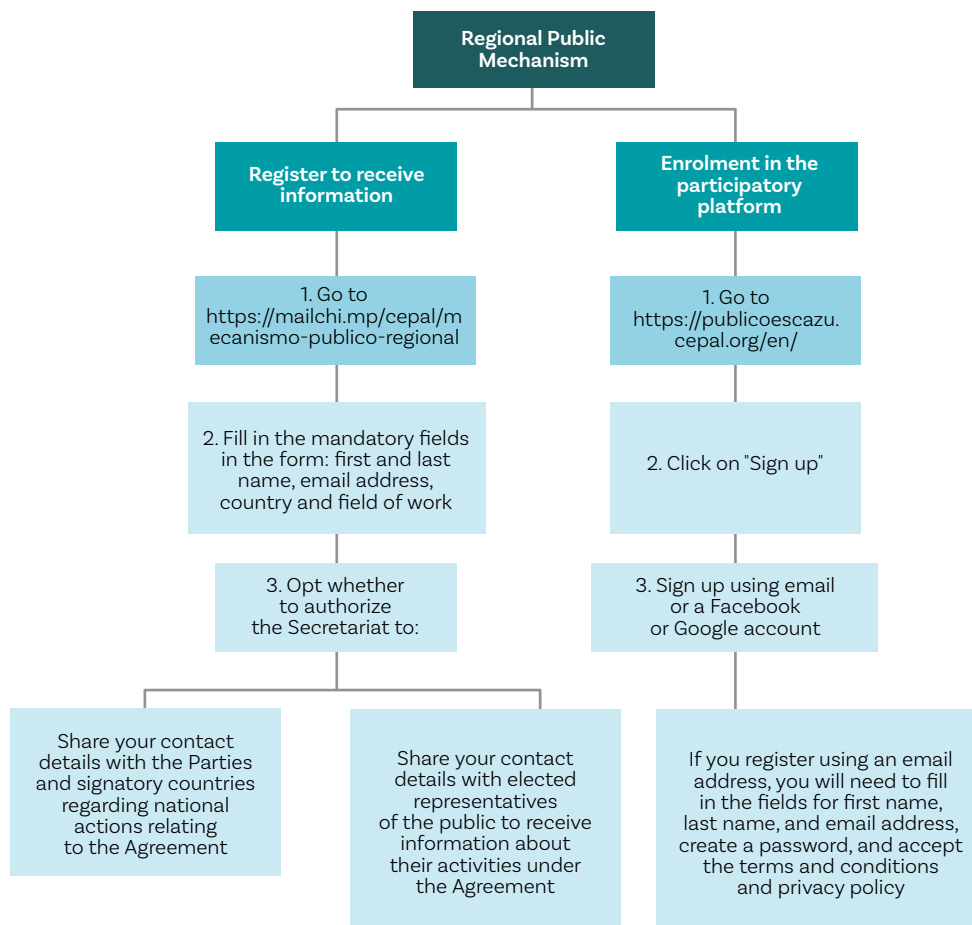 Regional Public
Mechanism
Register to receive
information
Enrolment in the
participatory
platform
1. Go to
https://mailchi.mp/cepal/m
ecanismo-publico-regional
1. Go to
https://publicoescazu.
cepal.org/en/
2. Fill in the mandatory fields
in the form: first and last
name, email address,
country and field of work
2. Click on "Sign up"
3. Opt whether
to authorize
the Secretariat to:
3. Sign up using email
or a Facebook
or Google account
Share your contact
details with the Parties
and signatory countries
regarding national
actions relating
to the Agreement
Share your contact
details with elected
representatives
of the public to receive
information about
their activities under
the Agreement
If you register using an email
address, you will need to fill
in the fields for first name,
last name, and email address,
create a password, and accept
the terms and conditions
and privacy policy